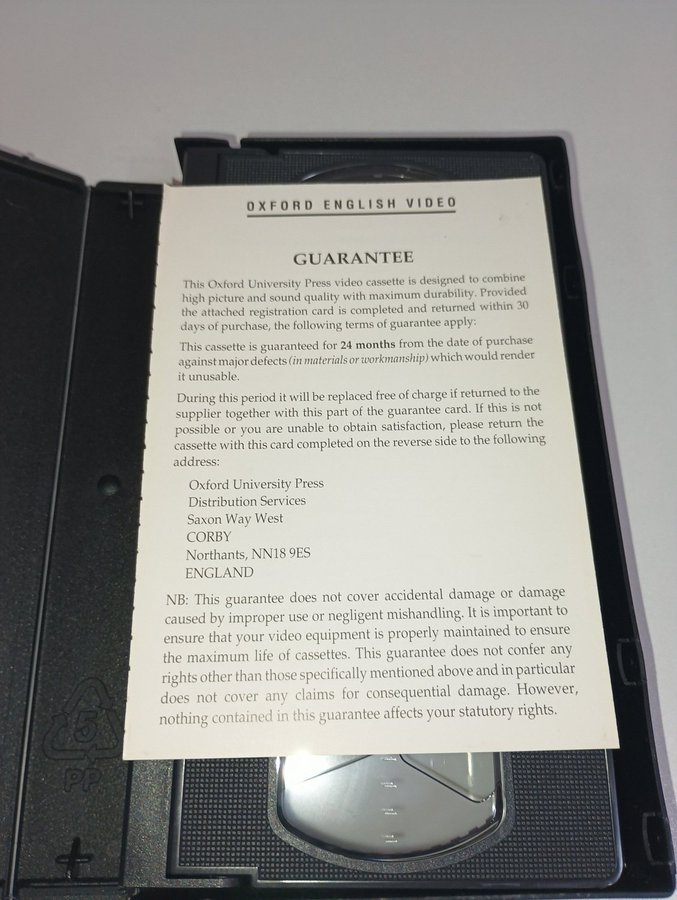 OXFORD ENGLISH VIDEO
GUARANTEE
This Oxford University Press video cassette is designed to combine
high picture and sound quality with maximum durability. Provided
the attached registration card is completed and returned within 30
days of purchase, the following terms of guarantee apply:
This cassette is guaranteed for 24 months from the date of purchase
against major defects (in materials or workmanship) which would render
it unusable.
During this period it will be replaced free of charge if returned to the
supplier together with this part of the guarantee card. If this is not
possible or you are unable to obtain satisfaction, please return the
cassette with this card completed on the reverse side to the following
address:
Oxford University Press
Distribution Services
Saxon Way West
CORBY
Northants, NN18 9ES
ENGLAND
NB: This guarantee does not cover accidental damage or damage
caused by improper use or negligent mishandling. It is important to
ensure that your video equipment is properly maintained to ensure
the maximum life of cassettes. This guarantee does not confer any
rights other than those specifically mentioned above and in particular
does not cover any claims for consequential damage. However,
nothing contained in this guarantee affects your statutory rights.
5
PP